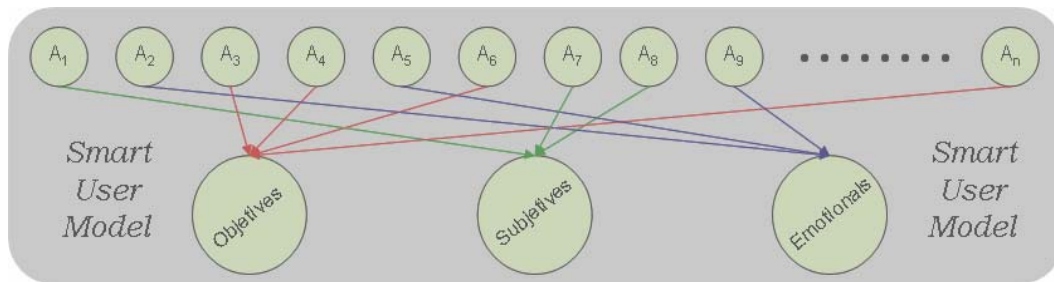 A1 A2 A3 A4 A5 A6 A7 A8 A9 ........ An
Smart
User
Model
Objetives
Subjetives
Emotionals
Smart
User
Model